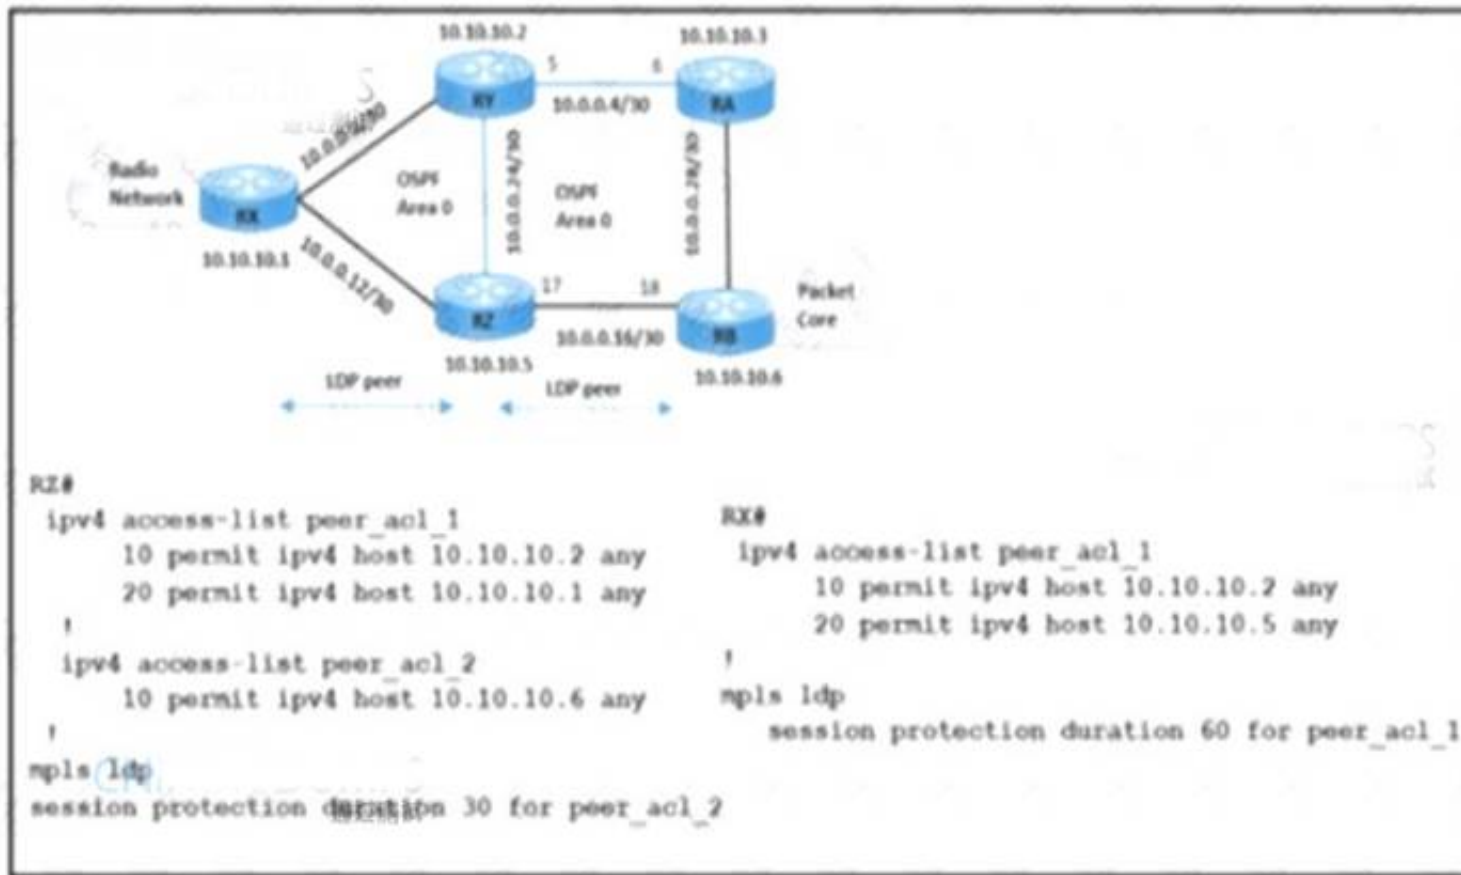 10.10.10.2
10.10.10.3
5
6
RY
10.0.0.4/30
RA
Radio
Network
OSPF
Area 0
10.0.0.24/30
OSPF
Area 0
10.0.0.28/30
RX
10.10.10.1
10.0.0.12/30
17
18
Packet
Core
RZ
RB
10.0.0.16/30
10.10.10.5
10.10.10.6
LDP peer
LDP peer
RZ#
ipv4 access-list peer_acl_1
10 permit ipv4 host 10.10.10.2 any
20 permit ipv4 host 10.10.10.1 any
!
ipv4 access-list peer_acl_2
10 permit ipv4 host 10.10.10.6 any
!
mpls ldp
session protection duration 30 for peer_acl_2
RX#
ipv4 access-list peer_acl_1
10 permit ipv4 host 10.10.10.2 any
20 permit ipv4 host 10.10.10.5 any
!
mpls ldp
session protection duration 60 for peer_acl_1